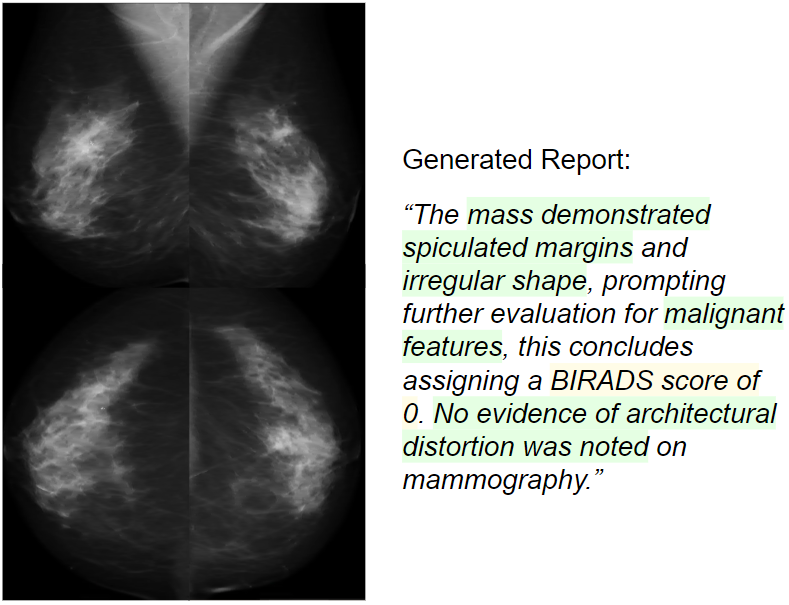 Generated Report:
“The mass demonstrated
spiculated margins and
irregular shape, prompting
further evaluation for malignant
features, this concludes
assigning a BIRADS score of
0. No evidence of architectural
distortion was noted on
mammography.”